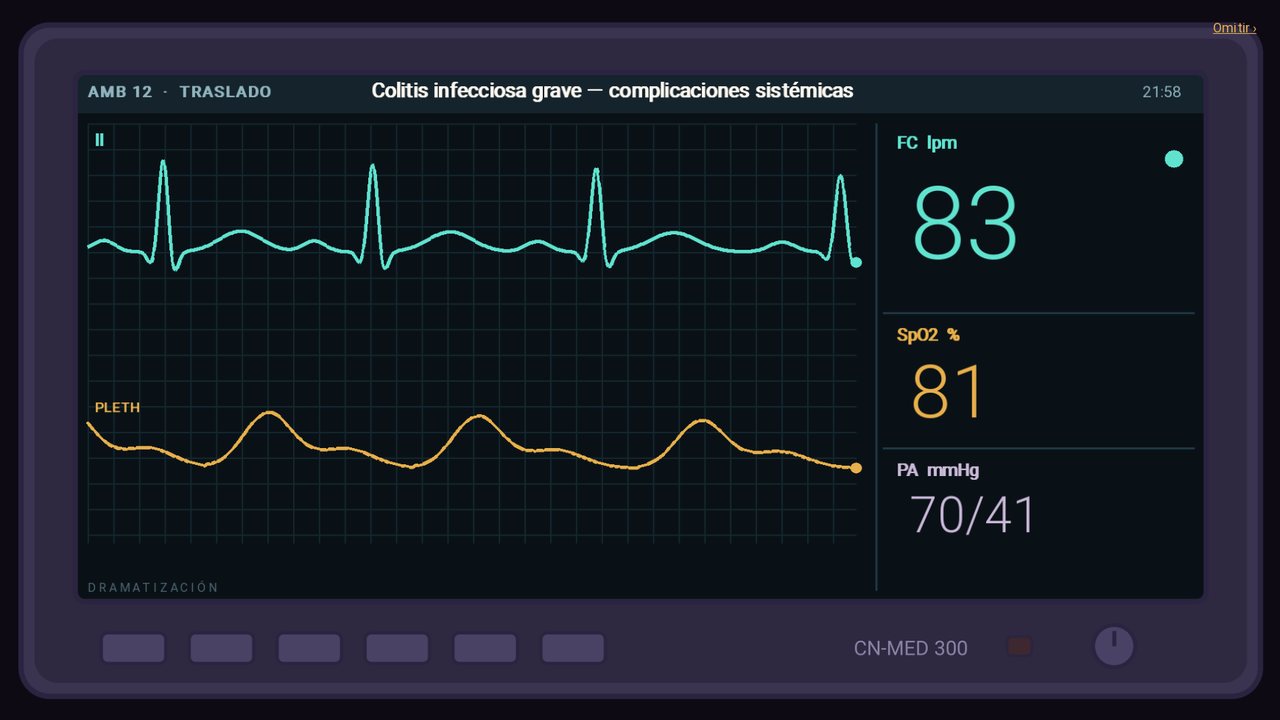 Omitir ›
AMB 12 · TRASLADO
Colitis infecciosa grave — complicaciones sistémicas
21:58
II
FC lpm
83
SpO2 %
81
PLETH
PA mmHg
70/41
DRAMATIZACIÓN
CN-MED 300